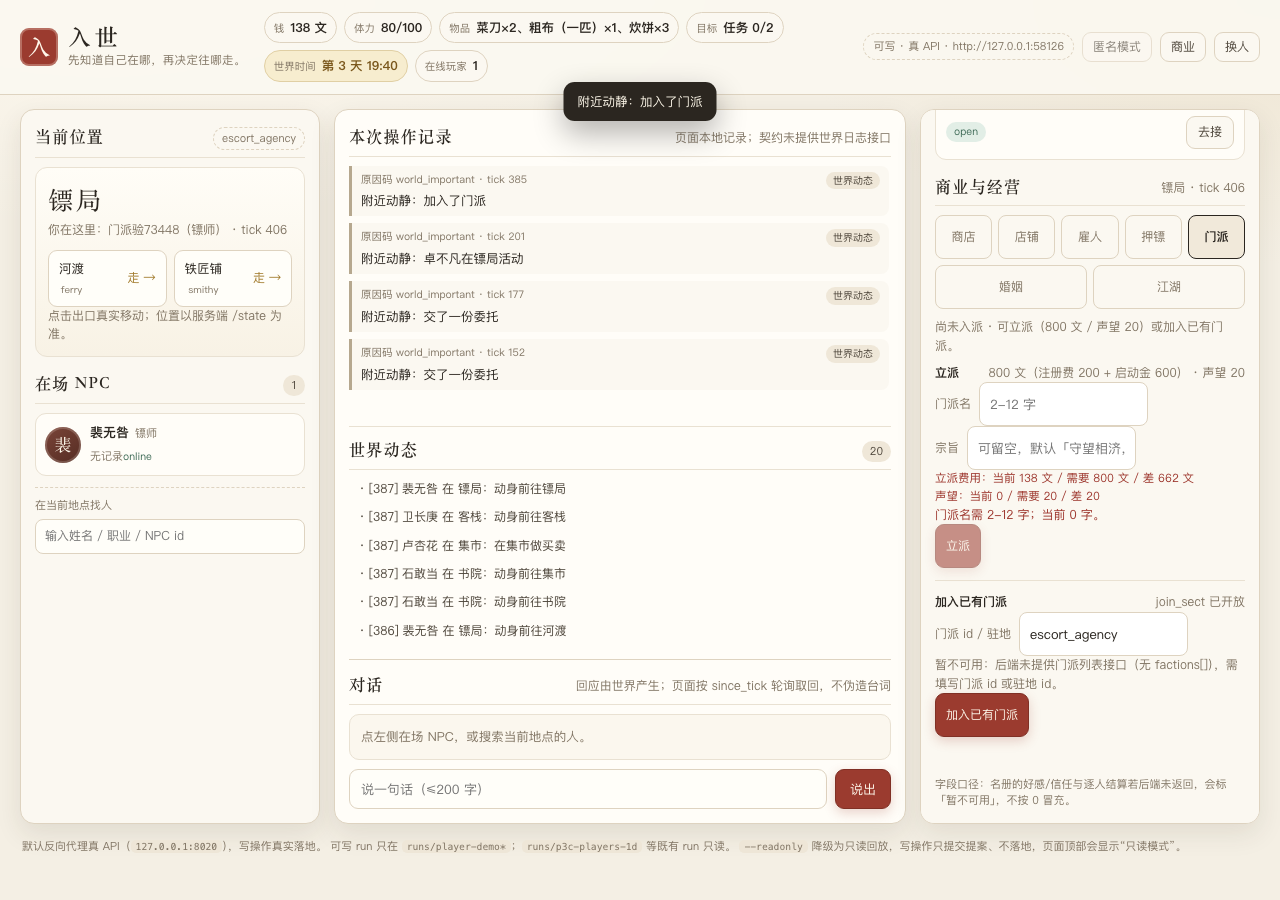 入
入世
先知道自己在哪，再决定往哪走。
钱 138 文
体力 80/100
物品 菜刀×2、粗布（一匹）×1、炊饼×3
目标 任务 0/2
世界时间 第 3 天 19:40
在线玩家 1
可写 · 真 API · http://127.0.0.1:58126
匿名模式
商业
换人
附近动静：加入了门派
当前位置
escort_agency
镖局
你在这里：门派验73448（镖师） · tick 406
河渡
ferry
走 →
铁匠铺
smithy
走 →
点击出口真实移动；位置以服务端 /state 为
准。
在场 NPC
1
裴
裴无咎 镖师
无记录online
在当前地点找人
输入姓名 / 职业 / NPC id
本次操作记录
页面本地记录；契约未提供世界日志接口
原因码 world_important · tick 385
世界动态
附近动静：加入了门派
原因码 world_important · tick 201
世界动态
附近动静：卓不凡在镖局活动
原因码 world_important · tick 177
世界动态
附近动静：交了一份委托
原因码 world_important · tick 152
世界动态
附近动静：交了一份委托
世界动态
20
· [387] 裴无咎 在 镖局：动身前往镖局
· [387] 卫长庚 在 客栈：动身前往客栈
· [387] 卢杏花 在 集市：在集市做买卖
· [387] 石敢当 在 书院：动身前往集市
· [387] 石敢当 在 书院：动身前往书院
· [386] 裴无咎 在 镖局：动身前往河渡
对话
回应由世界产生；页面按 since_tick 轮询取回，不伪造台词
点左侧在场 NPC，或搜索当前地点的人。
说一句话（≤200 字）
说出
open
去接
商业与经营
镖局 · tick 406
商店
店铺
雇人
押镖
门派
婚姻
江湖
尚未入派 · 可立派（800 文 / 声望 20）或加入已有门
派。
立派
800 文（注册费 200 + 启动金 600） · 声望 20
门派名
2–12 字
宗旨
可留空，默认「守望相济，
立派费用：当前 138 文 / 需要 800 文 / 差 662 文
声望：当前 0 / 需要 20 / 差 20
门派名需 2–12 字；当前 0 字。
立派
加入已有门派
join_sect 已开放
门派 id / 驻地
escort_agency
暂不可用：后端未提供门派列表接口（无 factions[]），需
填写门派 id 或驻地 id。
加入已有门派
字段口径：名册的好感/信任与逐人结算若后端未返回，会标
「暂不可用」，不按 0 冒充。
默认反向代理真 API（ 127.0.0.1:8020 ），写操作真实落地。 可写 run 只在 runs/player-demo* ； runs/p3c-players-1d 等既有 run 只读。 --readonly 降级为只读回放，写操作只提交提案、不落地，页面顶部会显示“只读模式”。